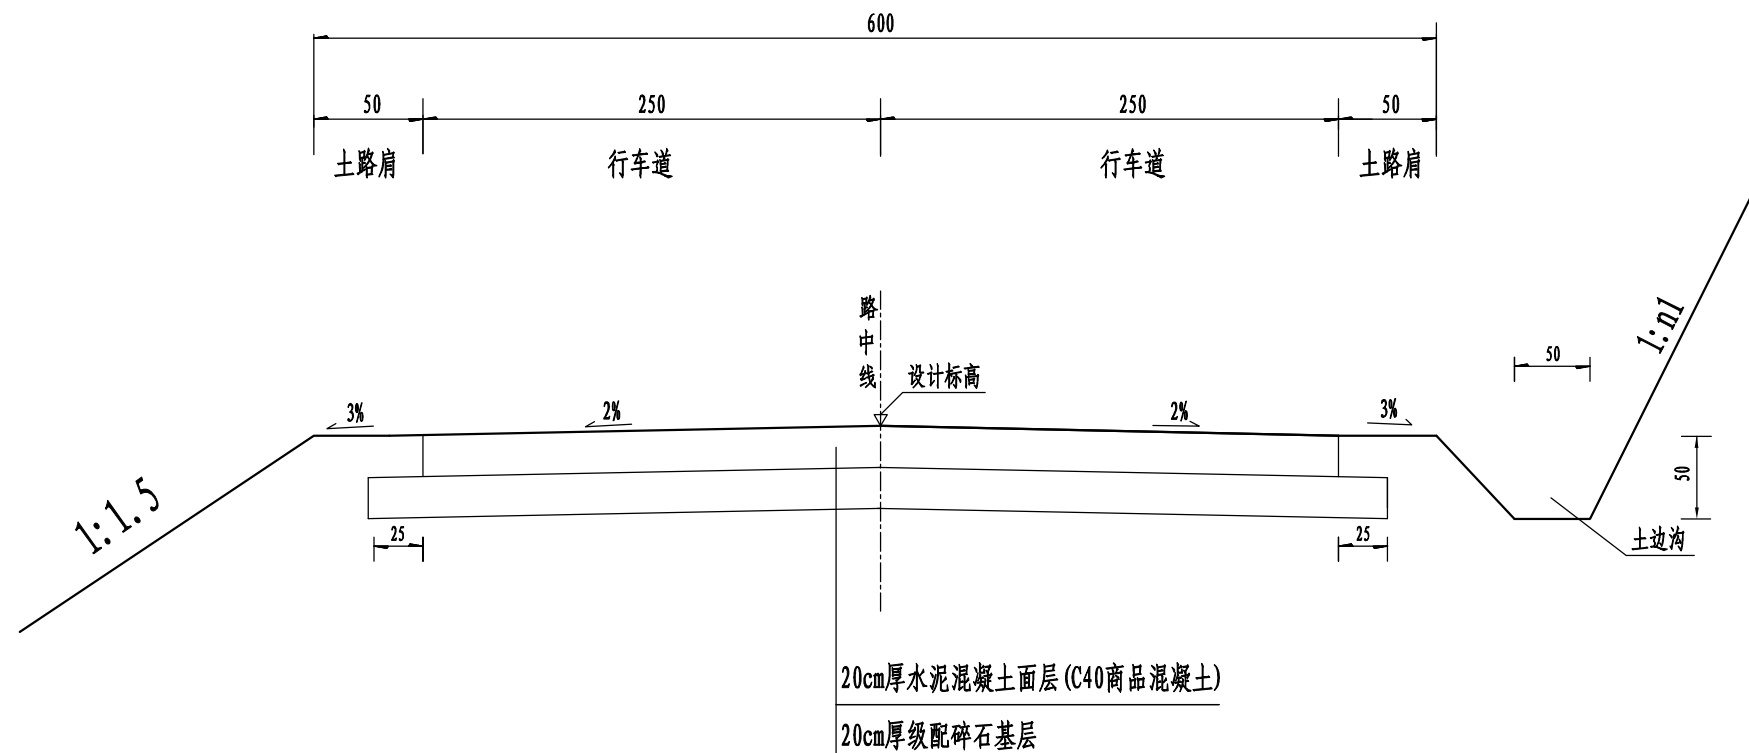 600
50 250 250 50
土路肩 行车道 行车道 土路肩
路中线
设计标高
3% 2% 2% 3%
1:1.5
1:n1
50
50
土边沟
25 25
20cm厚水泥混凝土面层(C40商品混凝土)
20cm厚级配碎石基层